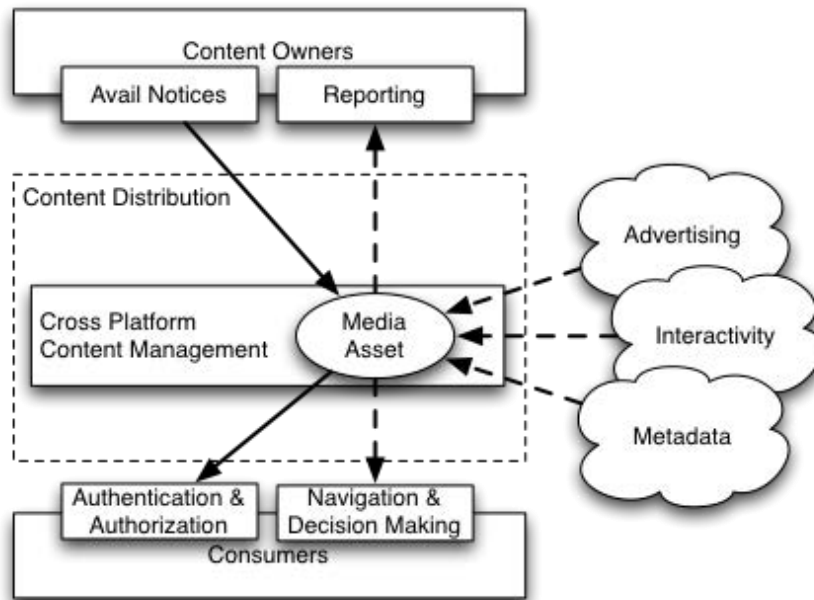 Content Owners
Avail Notices
Reporting
Content Distribution
Advertising
Cross Platform
Content Management
Media
Asset
Interactivity
Metadata
Authentication &
Authorization
Navigation &
Decision Making
Consumers